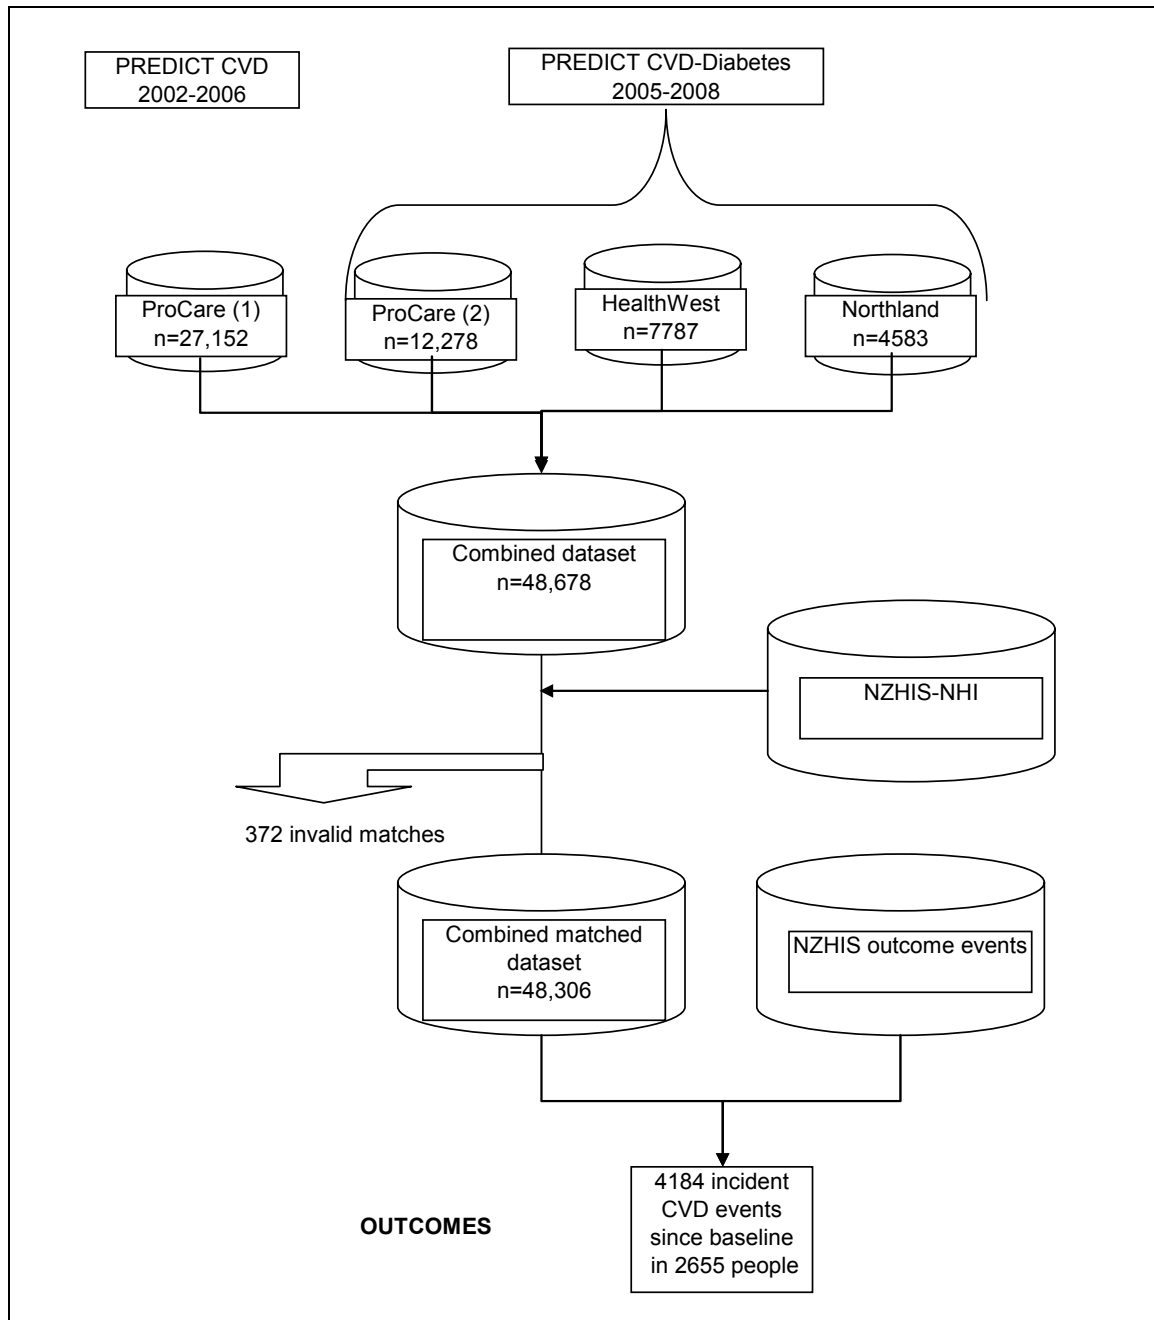 PREDICT CVD
2002-2006
PREDICT CVD-Diabetes
2005-2008
ProCare (1)
n=27,152
ProCare (2)
n=12,278
HealthWest
n=7787
Northland
n=4583
Combined dataset
n=48,678
NZHIS-NHI
372 invalid matches
Combined matched
dataset
n=48,306
NZHIS outcome events
OUTCOMES
4184 incident
CVD events
since baseline
in 2655 people